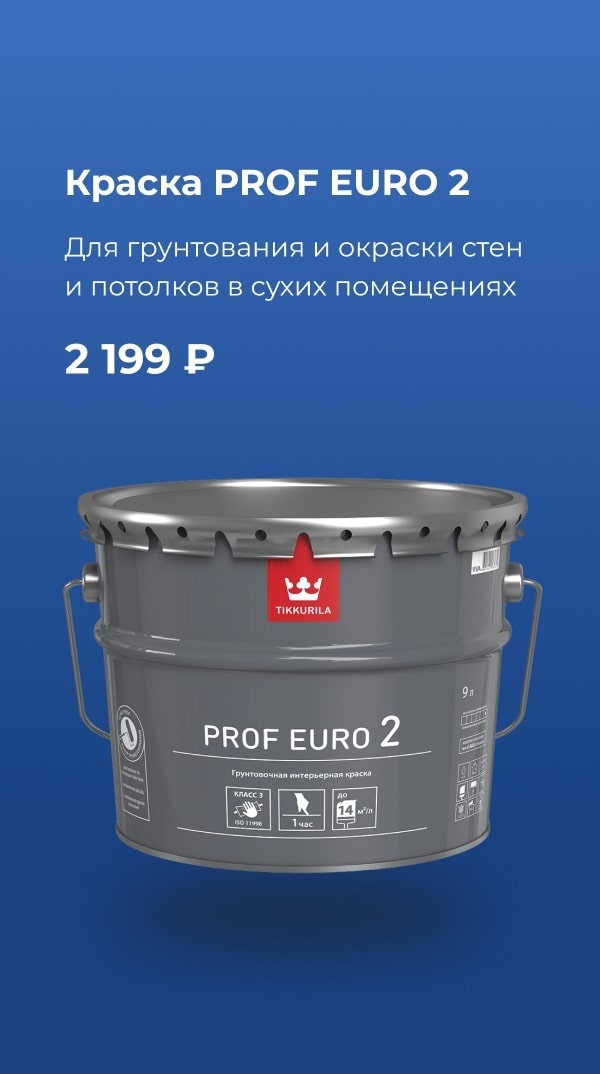 Краска PROF EURO 2
Для грунтования и окраски стен
и потолков в сухих помещениях
2 199 ₽
TIKKURILA
9 л
PROF EURO 2
Грунтовочная интерьерная краска
КЛАСС 3
ISO 11998
1 час
до
14 м²/л